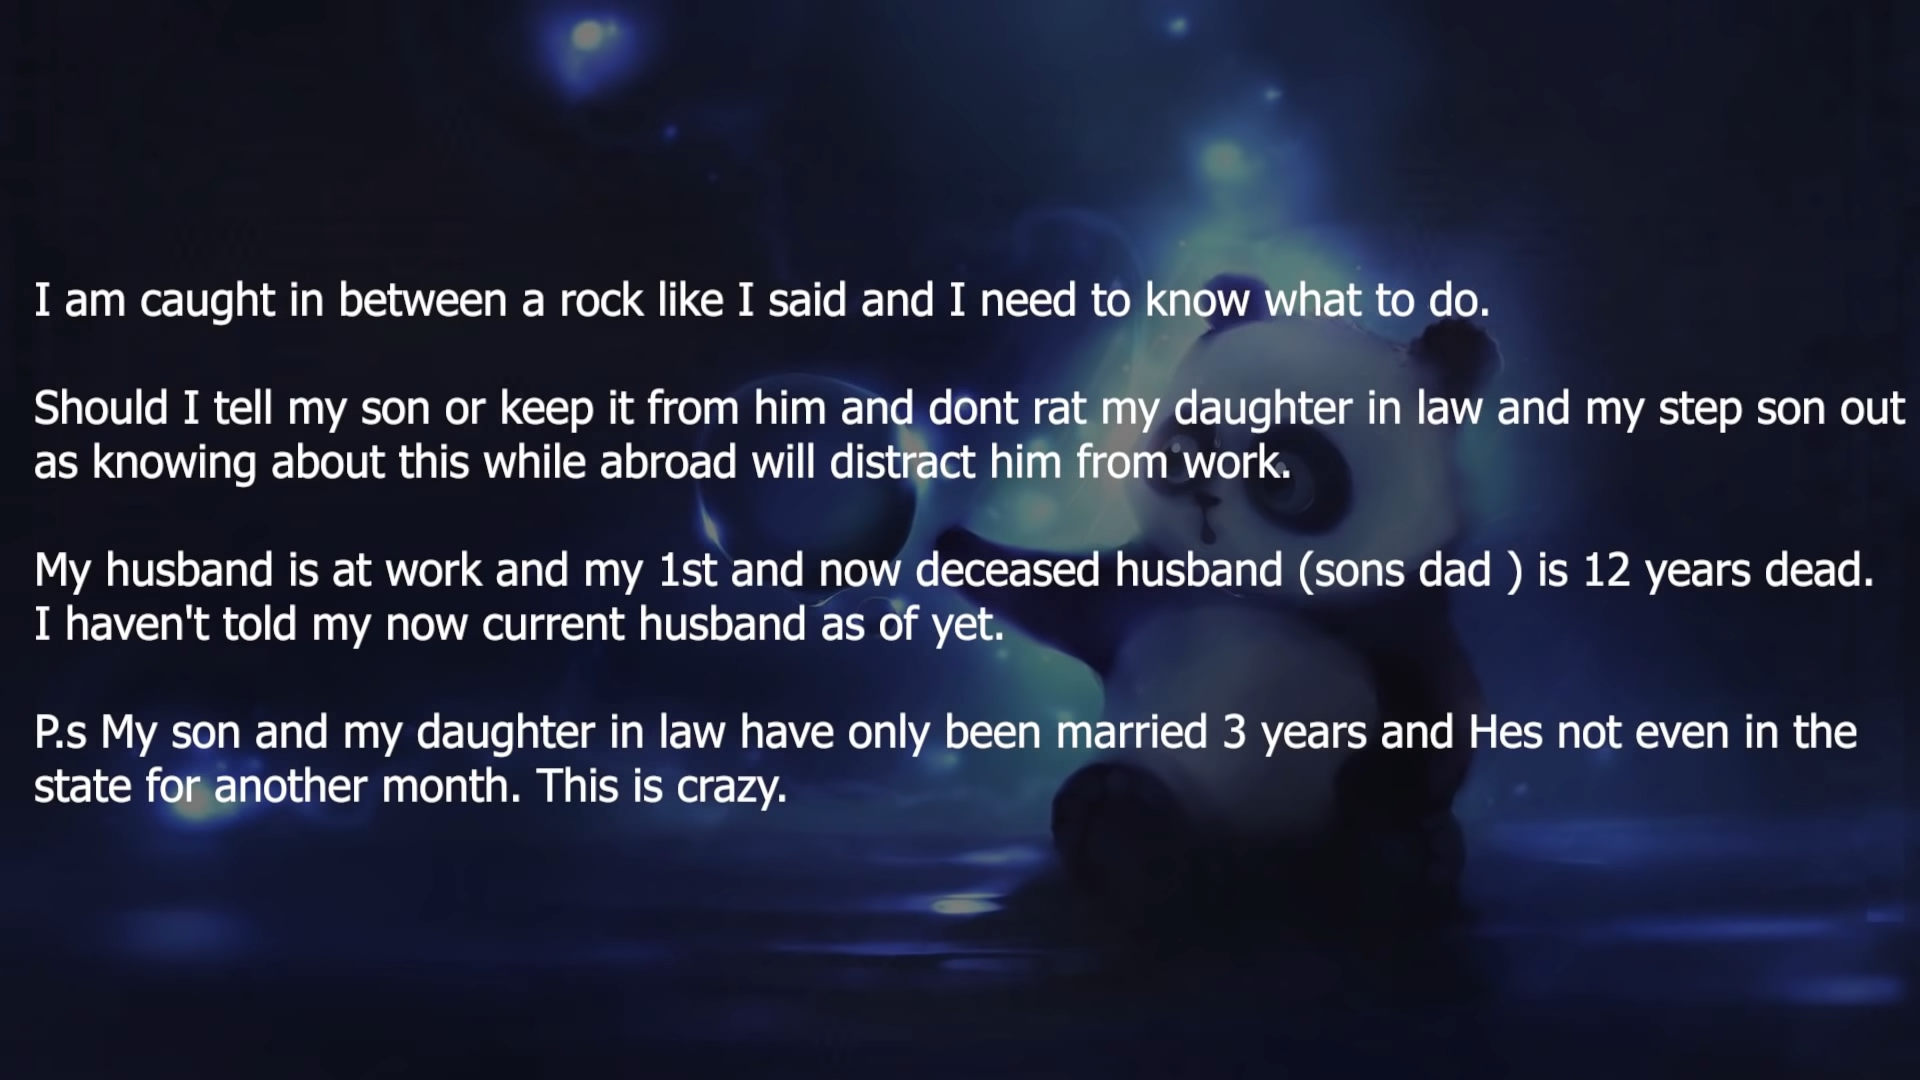 I am caught in between a rock like I said and I need to know what to do.
Should I tell my son or keep it from him and dont rat my daughter in law and my step son out
as knowing about this while abroad will distract him from work.
My husband is at work and my 1st and now deceased husband (sons dad ) is 12 years dead.
I haven't told my now current husband as of yet.
P.s My son and my daughter in law have only been married 3 years and Hes not even in the
state for another month. This is crazy.